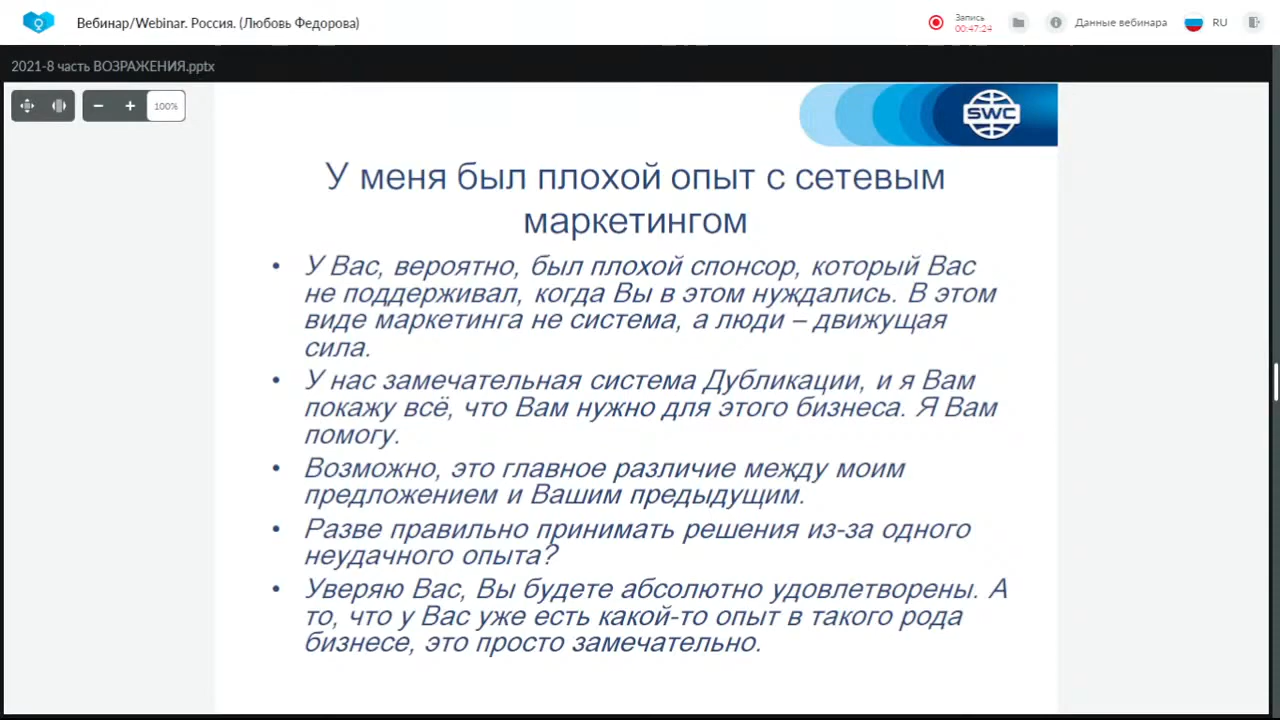 Вебинар/Webinar. Россия. (Любовь Федорова)
Запись
00:47:24
Данные вебинара
RU
2021-8 часть ВОЗРАЖЕНИЯ.pptx
100%
SWC
У меня был плохой опыт с сетевым
маркетингом
• У Вас, вероятно, был плохой спонсор, который Вас
не поддерживал, когда Вы в этом нуждались. В этом
виде маркетинга не система, а люди – движущая
сила.
• У нас замечательная система Дубликации, и я Вам
покажу всё, что Вам нужно для этого бизнеса. Я Вам
помогу.
• Возможно, это главное различие между моим
предложением и Вашим предыдущим.
• Разве правильно принимать решения из-за одного
неудачного опыта?
• Уверяю Вас, Вы будете абсолютно удовлетворены. А
то, что у Вас уже есть какой-то опыт в такого рода
бизнесе, это просто замечательно.